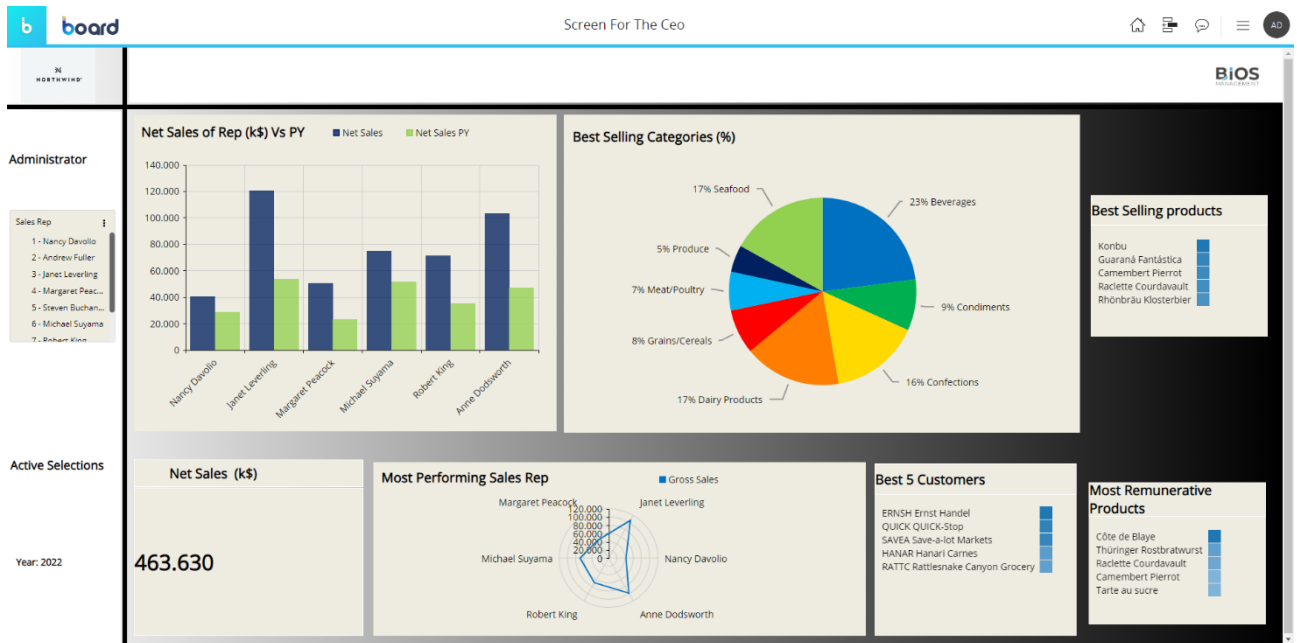 b board
Screen For The Ceo
AD
NORTHWIND
BiOS
MANAGEMENT
Administrator
Sales Rep
1 - Nancy Davolio
2 - Andrew Fuller
3 - Janet Leverling
4 - Margaret Peac...
5 - Steven Buchan...
6 - Michael Suyama
7 - Robert King
Active Selections
Year: 2022
Net Sales of Rep (k$) Vs PY
Net Sales
Net Sales PY
140.000
120.000
100.000
80.000
60.000
40.000
20.000
0
Nancy Davolio
Janet Leverling
Margaret Peacock
Michael Suyama
Robert King
Anne Dodsworth
Best Selling Categories (%)
17% Seafood
23% Beverages
5% Produce
7% Meat/Poultry
9% Condiments
8% Grains/Cereals
16% Confections
17% Dairy Products
Best Selling products
Konbu
Guaraná Fantástica
Camembert Pierrot
Raclette Courdavault
Rhönbräu Klosterbier
Net Sales (k$)
463.630
Most Performing Sales Rep
Gross Sales
Margaret Peacock
Janet Leverling
120.000
100.000
80.000
60.000
40.000
20.000
0
Michael Suyama
Nancy Davolio
Robert King
Anne Dodsworth
Best 5 Customers
ERNSH Ernst Handel
QUICK QUICK-Stop
SAVEA Save-a-lot Markets
HANAR Hanari Carnes
RATTC Rattlesnake Canyon Grocery
Most Remunerative
Products
Côte de Blaye
Thüringer Rostbratwurst
Raclette Courdavault
Camembert Pierrot
Tarte au sucre